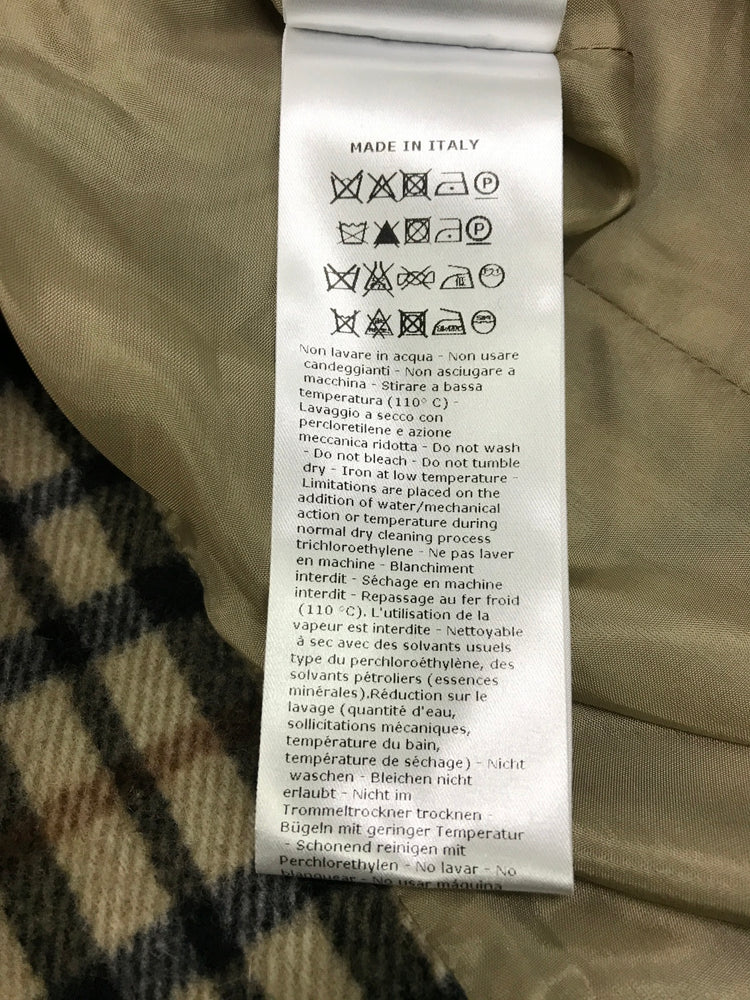 MADE IN ITALY
P
P
Non lavare in acqua - Non usare
candeggianti - Non asciugare a
macchina - Stirare a bassa
temperatura (110° C) -
Lavaggio a secco con
percloretilene e azione
meccanica ridotta - Do not wash
- Do not bleach - Do not tumble
dry - Iron at low temperature -
Limitations are placed on the
addition of water/mechanical
action or temperature during
normal dry cleaning process
trichloroethylene - Ne pas laver
en machine - Blanchiment
interdit - Séchage en machine
interdit - Repassage au fer froid
(110 °C). L'utilisation de la
vapeur est interdite - Nettoyable
à sec avec des solvants usuels
type du perchloroéthylène, des
solvants pétroliers (essences
minérales).Réduction sur le
lavage (quantité d'eau,
sollicitations mécaniques,
température du bain,
température de séchage) - Nicht
waschen - Bleichen nicht
erlaubt - Nicht im
Trommeltrockner trocknen -
Bügeln mit geringer Temperatur
- Schonend reinigen mit
Perchlorethylen - No lavar - No
blanquear - No usar máquina